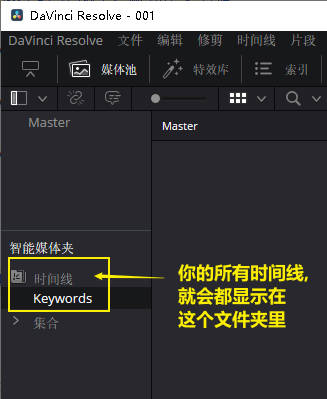 DaVinci Resolve - 001
DaVinci Resolve 文件 编辑 修剪 时间线 片段
媒体池 特效库 索引
Master Master
智能媒体夹
时间线
Keywords
集合
你的所有时间线,
就会都显示在
这个文件夹里